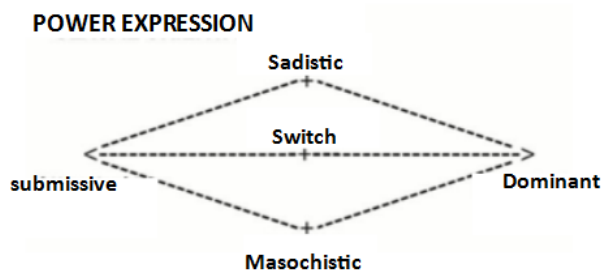 POWER EXPRESSION
Sadistic
Switch
submissive
Dominant
Masochistic